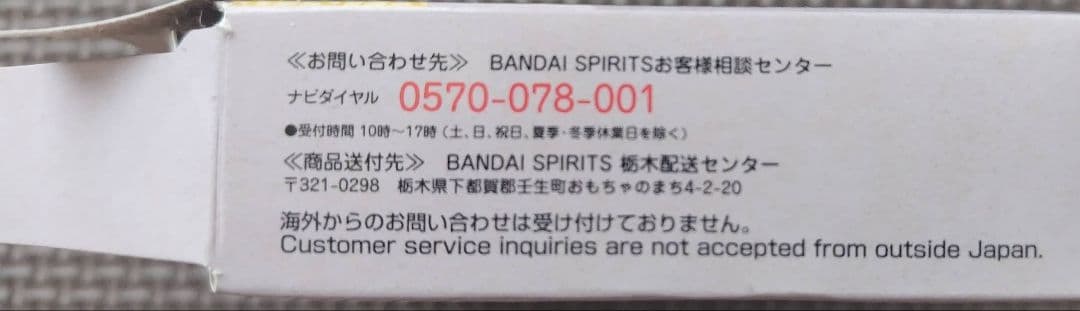 ≪お問い合わせ先≫ BANDAI SPIRITSお客様相談センター
ナビダイヤル 0570-078-001
●受付時間 10時～17時（土、日、祝日、夏季・冬季休業日を除く）
≪商品送付先≫ BANDAI SPIRITS 栃木配送センター
〒321-0298 栃木県下都賀郡壬生町おもちゃのまち4-2-20
海外からのお問い合わせは受け付けておりません。
Customer service inquiries are not accepted from outside Japan.